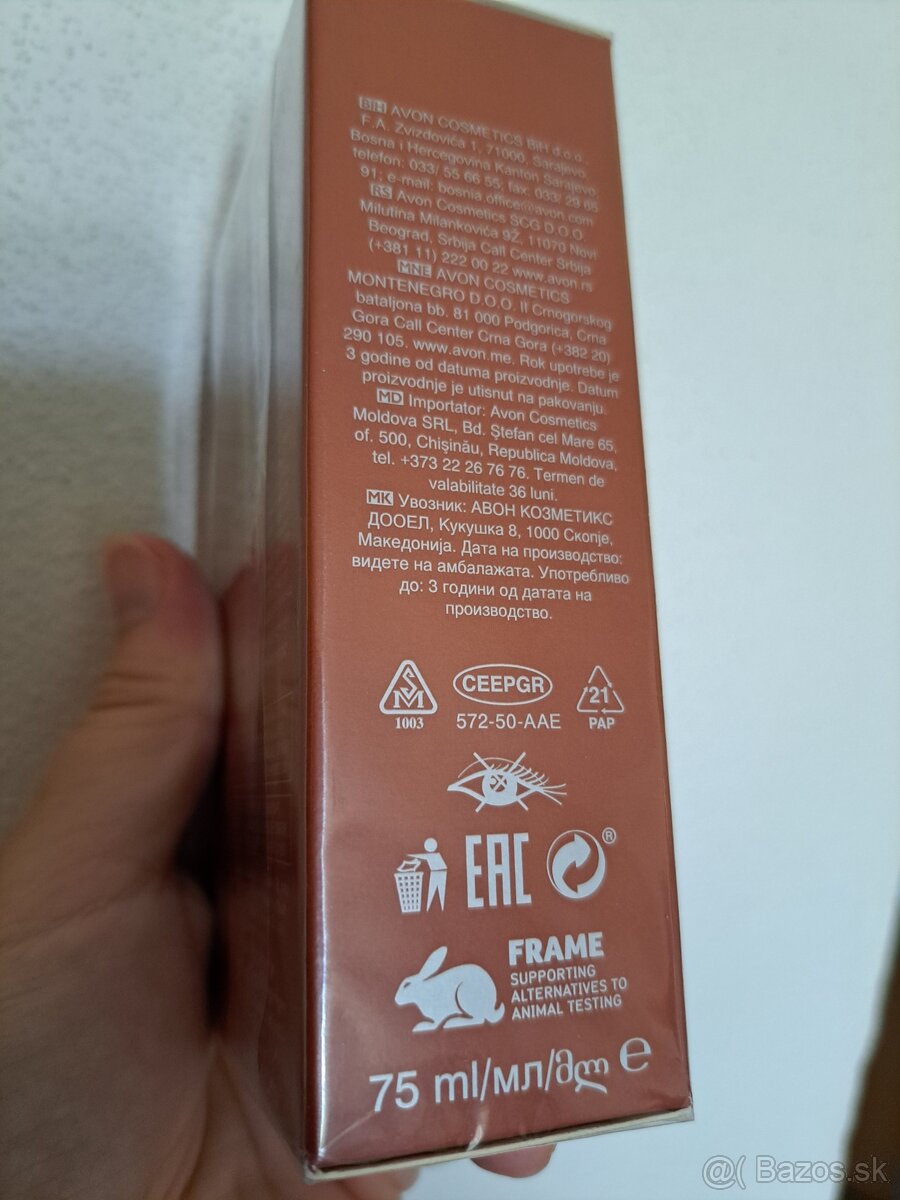 BIH AVON COSMETICS BiH d.o.o.
F.A. Zvizdovića 1, 71000, Sarajevo
Bosna i Hercegovina Kanton Sarajevo
telefon: 033/ 55 66 55; fax: 033/ 29 65
91; e-mail: bosnia.office@avon.com
RS Avon Cosmetics SCG D.O.O.
Milutina Milankovića 9Ž, 11070 Novi
Beograd, Srbija Call Center Srbija
(+381 11) 222 00 22 www.avon.rs
MNE AVON COSMETICS
MONTENEGRO D.O.O. II Crnogorskog
bataljona bb. 81 000 Podgorica, Crna
Gora Call Center Crna Gora (+382 20)
290 105. www.avon.me. Rok upotrebe je
3 godine od datuma proizvodnje. Datum
proizvodnje je utisnut na pakovanju.
MD Importator: Avon Cosmetics
Moldova SRL, Bd. Ştefan cel Mare 65,
of. 500, Chişinău, Republica Moldova,
tel. +373 22 26 76 76. Termen de
valabilitate 36 luni.
MK Увозник: АВОН КОЗМЕТИКС
ДООЕЛ, Кукушка 8, 1000 Скопје,
Македонија. Дата на производство:
видете на амбалажата. Употребливо
до: 3 години од датата на
производство.
SM
1003
CEEPGR
572-50-AAE
21
PAP
EAC
®
FRAME
SUPPORTING
ALTERNATIVES TO
ANIMAL TESTING
75 ml/мл/მლ ℮
@( Bazos.sk